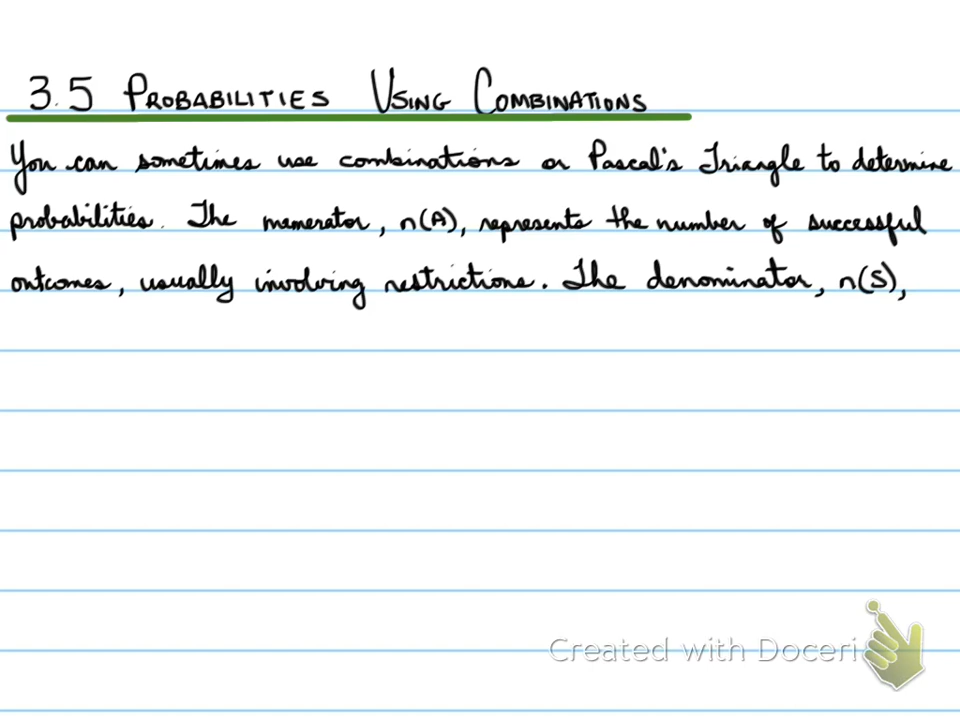 3.5 PROBABILITIES USING COMBINATIONS
You can sometimes use combinations or Pascal's Triangle to determine
probabilities. The numerator, n(A), represents the number of successful
outcomes, usually involving restrictions. The denominator, n(S),
Created with Doceri